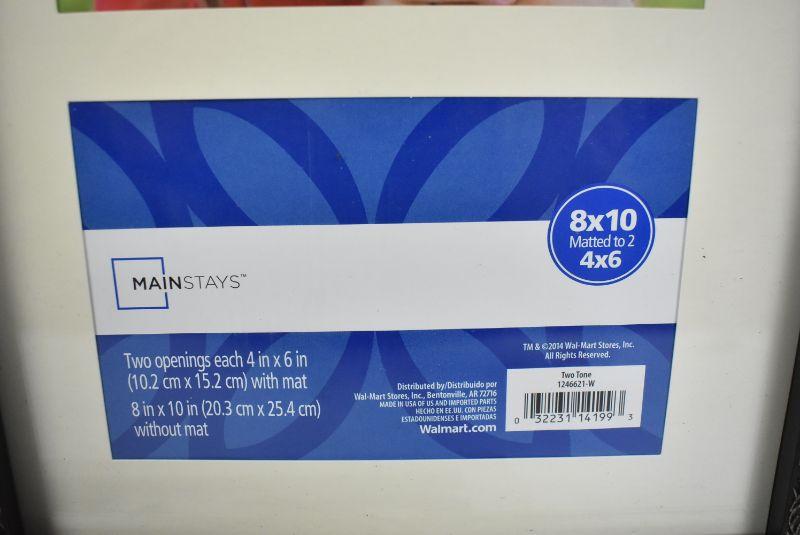 8x10
Matted to 2
4x6
MAINSTAYS™
Two openings each 4 in x 6 in
(10.2 cm x 15.2 cm) with mat
8 in x 10 in (20.3 cm x 25.4 cm)
without mat
Distributed by/Distribuido por
Wal-Mart Stores, Inc., Bentonville, AR 72716
MADE IN USA OF US AND IMPORTED PARTS
HECHO EN EE.UU. CON PIEZAS
ESTADOUNIDENSES E IMPORTADAS
Walmart.com
TM & ©2014 Wal-Mart Stores, Inc.
All Rights Reserved.
Two Tone
1246621-W
0 32231 14199 3